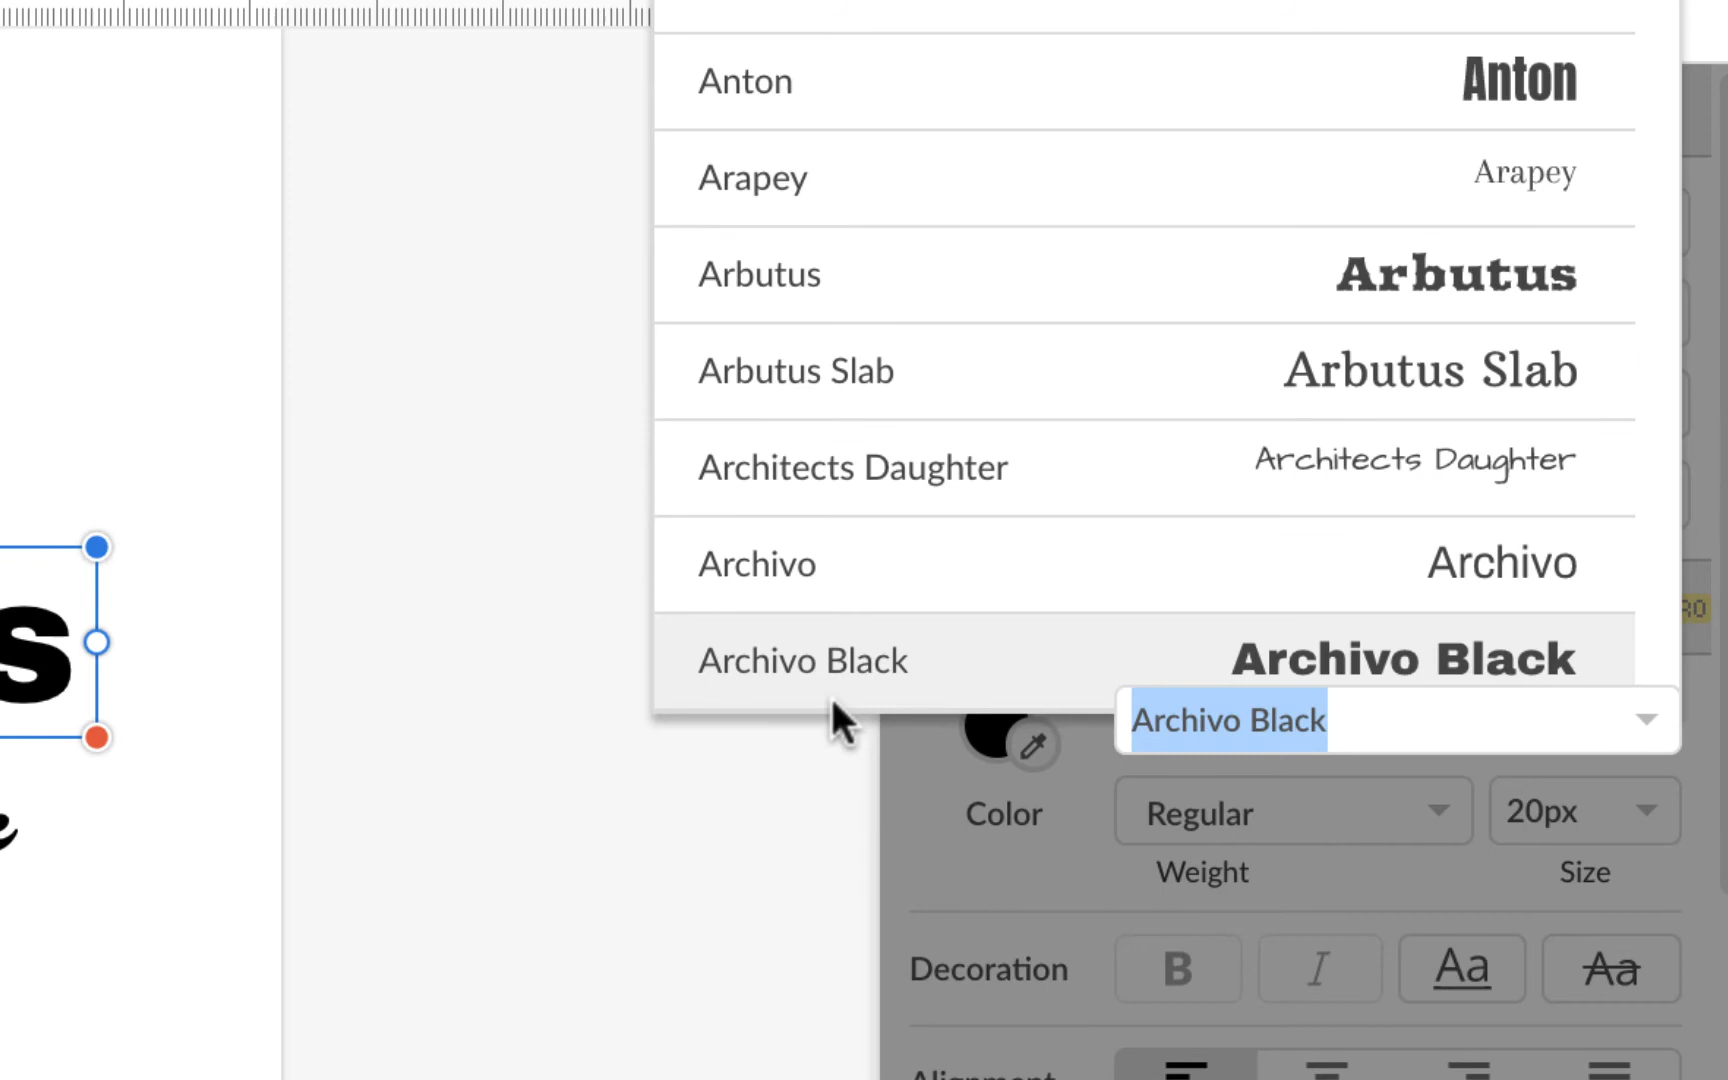 Anton Anton
Arapey Arapey
Arbutus Arbutus
Arbutus Slab Arbutus Slab
Architects Daughter Architects Daughter
Archivo Archivo
Archivo Black Archivo Black
Archivo Black
s
Color Regular 20px
Weight Size
Decoration B I Aa Aa
Alignment